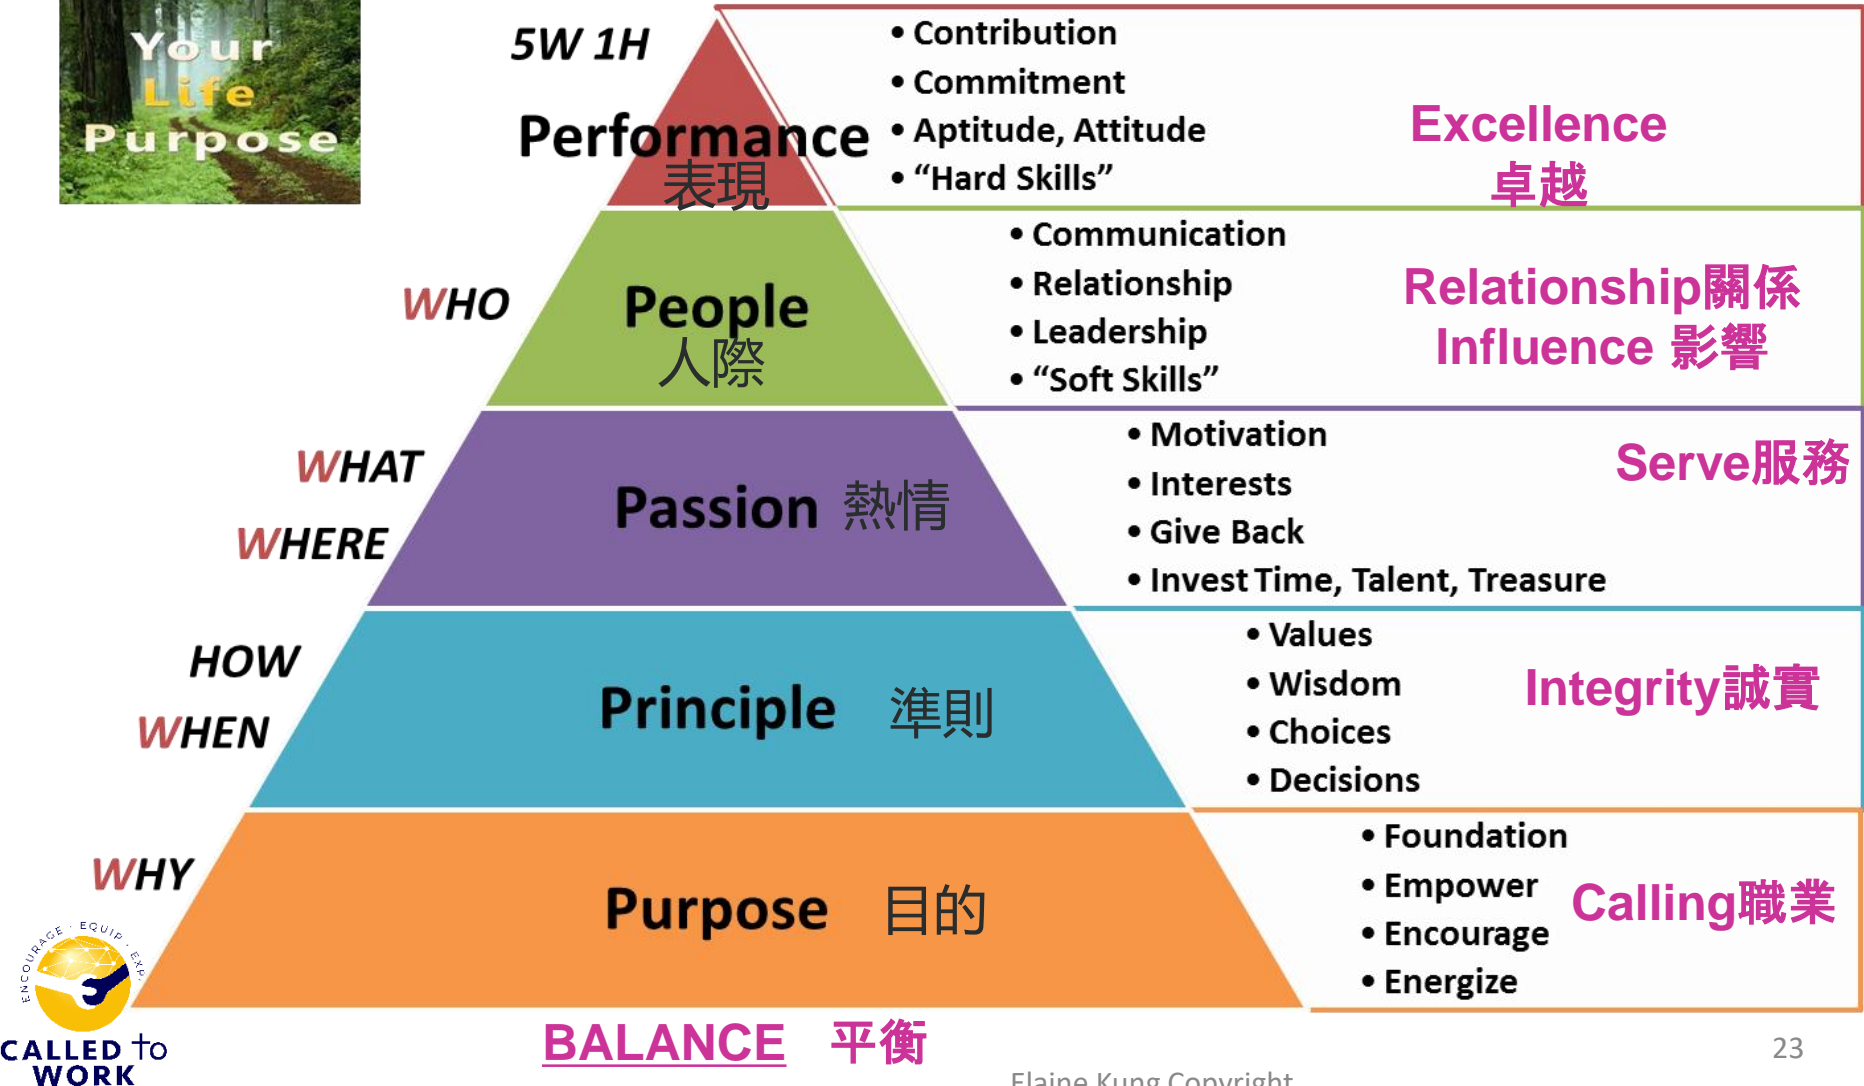 Your
Life
Purpose
5W 1H
Performance
表現
• Contribution
• Commitment
• Aptitude, Attitude
• “Hard Skills”
Excellence
卓越
WHO
People
人際
• Communication
• Relationship
• Leadership
• “Soft Skills”
Relationship關係
Influence 影響
WHAT
WHERE
Passion 熱情
• Motivation
• Interests
• Give Back
• Invest Time, Talent, Treasure
Serve服務
HOW
WHEN
Principle 準則
• Values
• Wisdom
• Choices
• Decisions
Integrity誠實
WHY
Purpose 目的
• Foundation
• Empower
• Encourage
• Energize
Calling職業
ENCOURAGE · EQUIP ·
CALLED to
WORK
BALANCE 平衡
Elaine Kung Copyright
23